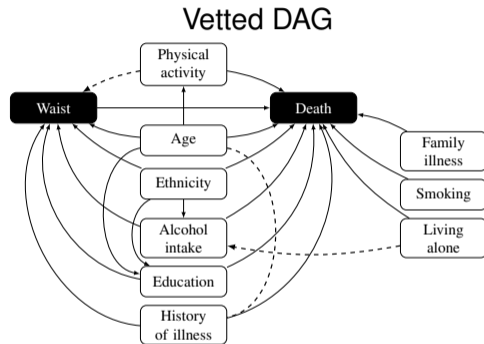 Vetted DAG
Physical
activity
Waist
Death
Age
Family
illness
Ethnicity
Smoking
Alcohol
intake
Living
alone
Education
History
of illness